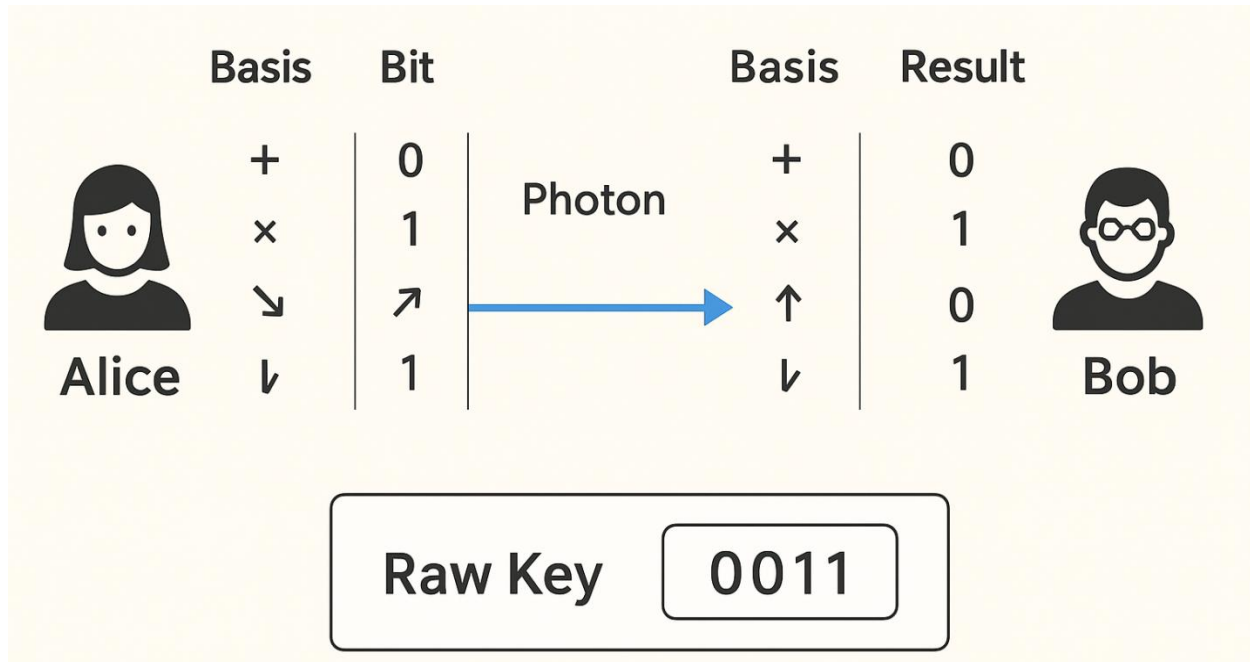 Basis Bit Basis Result
+ 0 + 0
× 1 Photon × 1
↘ ↗ ↑ 0
1 1
Alice Bob
Raw Key 0011